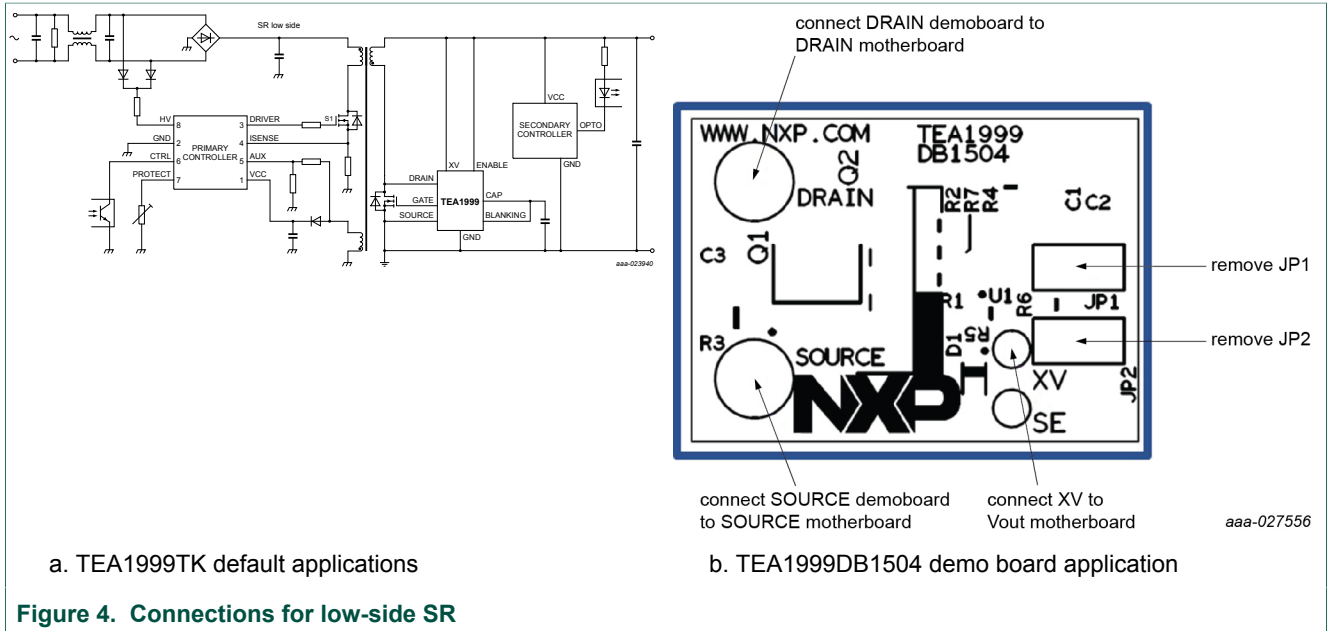 SR low side
HV
8
3
DRIVER
S1
GND
2
4
ISENSE
PRIMARY
CONTROLLER
CTRL
6
5
AUX
PROTECT
7
1
VCC
XV
ENABLE
DRAIN
GATE
TEA1999
CAP
SOURCE
BLANKING
GND
VCC
SECONDARY
CONTROLLER
OPTO
GND
aaa-023940
connect DRAIN demoboard to
DRAIN motherboard
WWW.NXP.COM
TEA1999
DB1504
Q2
DRAIN
R2
R7
R4
C1
C2
C3
Q1
R1
U1
R6
JP1
R3
SOURCE
D1
R5
XV
JP2
NXP
SE
remove JP1
remove JP2
connect SOURCE demoboard
to SOURCE motherboard
connect XV to
Vout motherboard
aaa-027556
a. TEA1999TK default applications
b. TEA1999DB1504 demo board application
Figure 4. Connections for low-side SR